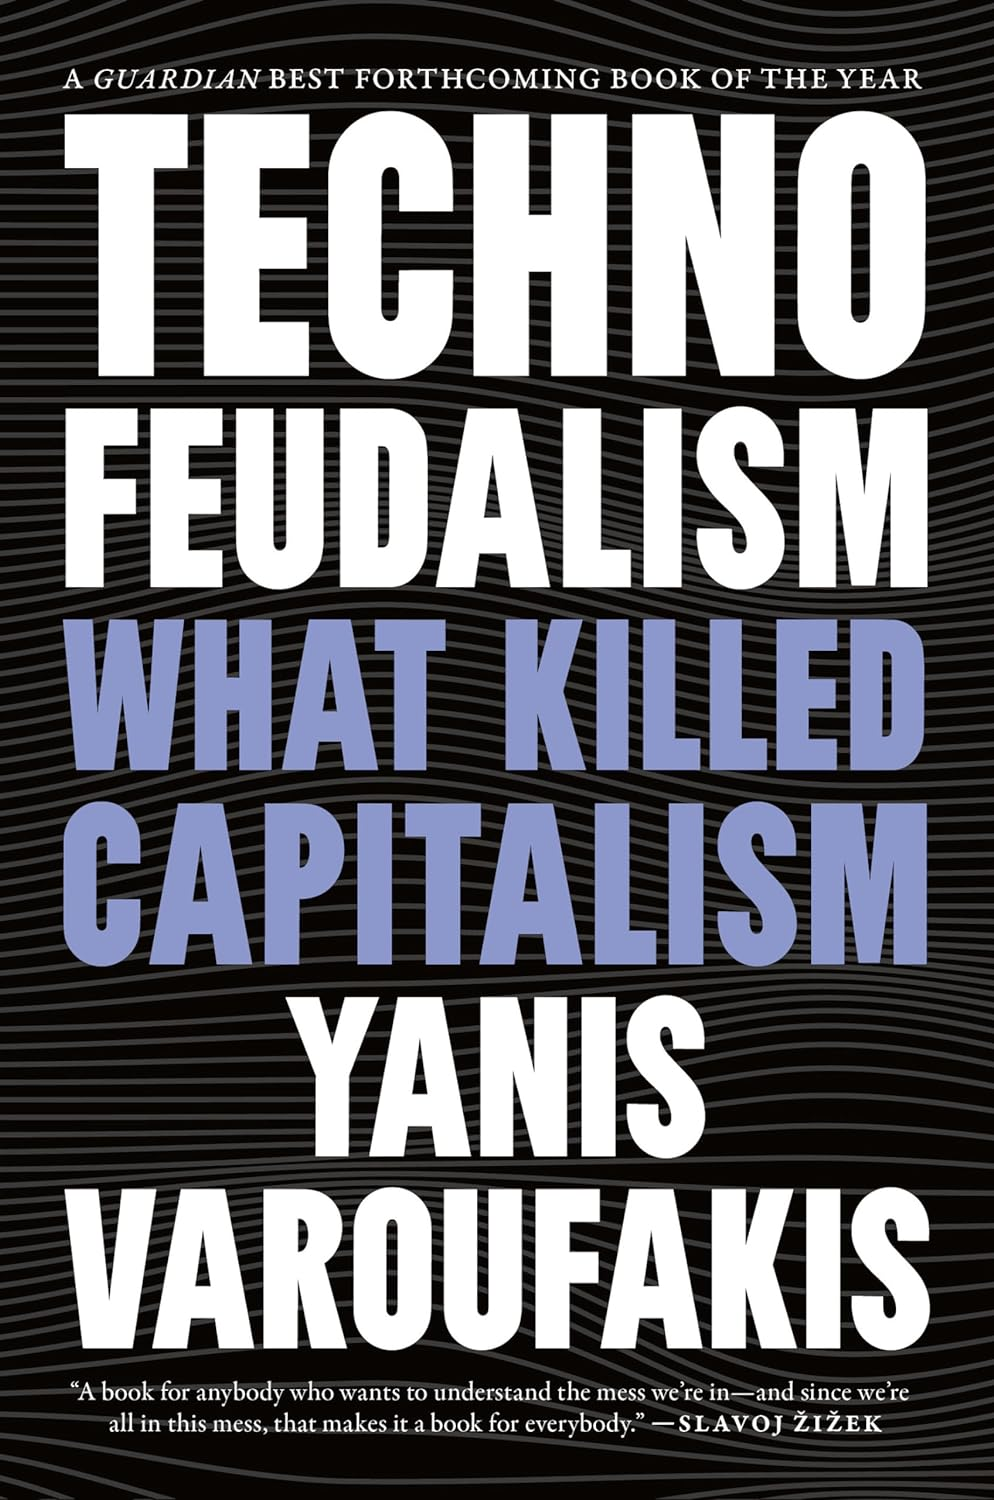 A GUARDIAN BEST FORTHCOMING BOOK OF THE YEAR
TECHNO
FEUDALISM
WHAT KILLED
CAPITALISM
YANIS
VAROUFAKIS
“A book for anybody who wants to understand the mess we’re in—and since we’re
all in this mess, that makes it a book for everybody.” —SLAVOJ ŽIŽEK